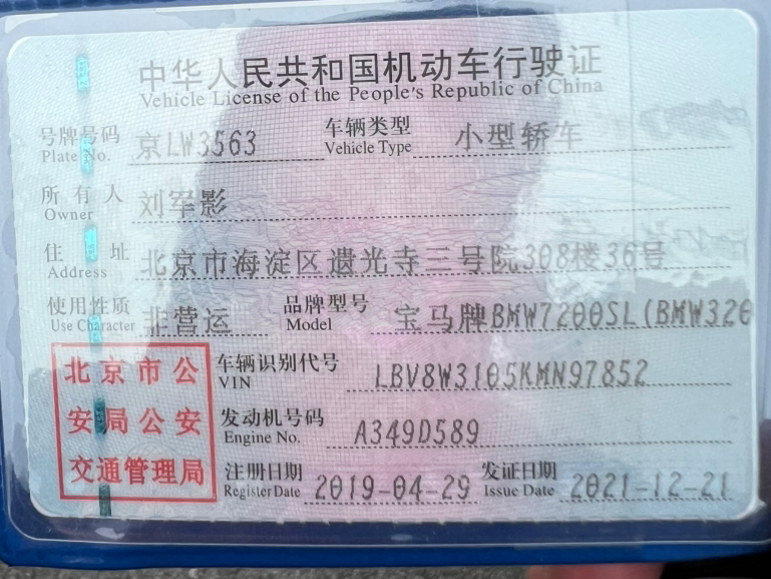 中华人民共和国机动车行驶证
Vehicle License of the People's Republic of China
号牌号码 京LW3563 车辆类型 小型轿车
Plate No. Vehicle Type
所有人 刘军影
Owner
住址 北京市海淀区遗光寺三号院308楼36号
Address
使用性质 非营运 品牌型号 宝马牌BMW7200SL(BMW320
Use Character Model
北京市公
安局公安
交通管理局
车辆识别代号 LBV8W3105KMN97852
VIN
发动机号码 A349D589
Engine No.
注册日期 2019-04-29 发证日期 2021-12-21
Register Date Issue Date